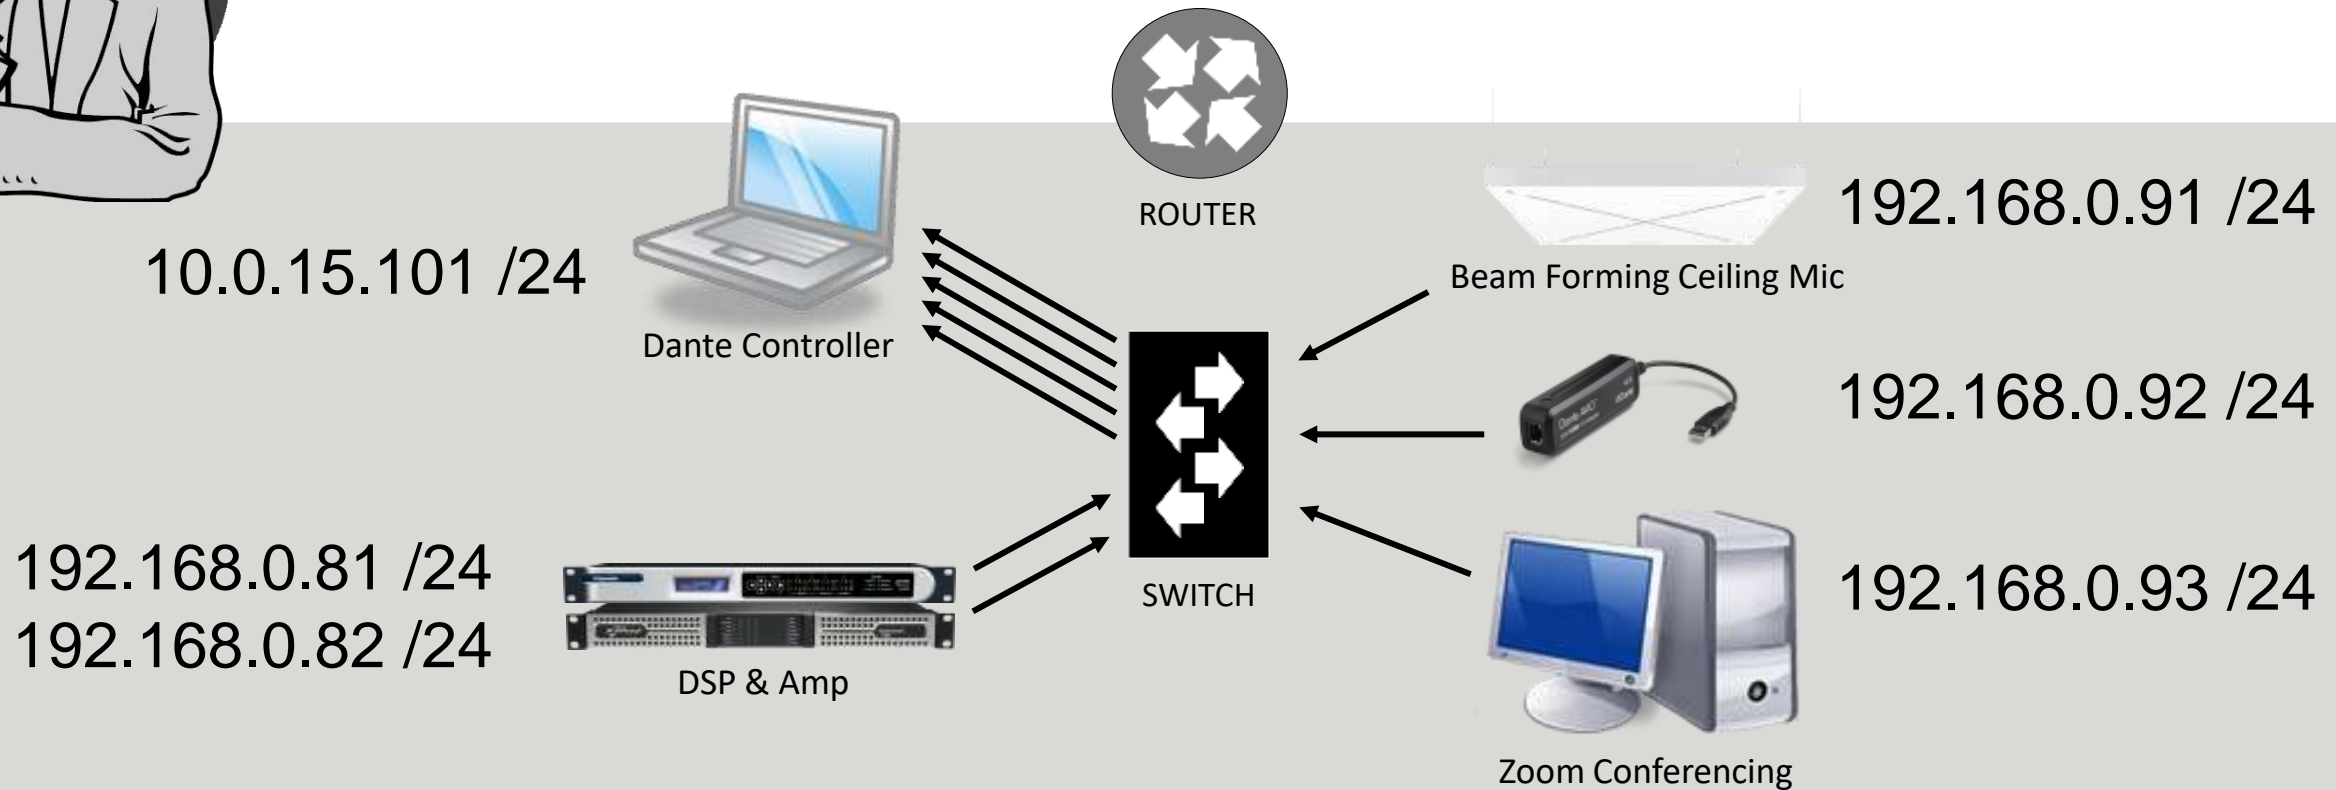 ROUTER
192.168.0.91 /24
10.0.15.101 /24
Beam Forming Ceiling Mic
Dante Controller
192.168.0.92 /24
Dante AVIO
192.168.0.81 /24
192.168.0.82 /24
SWITCH
192.168.0.93 /24
DSP & Amp
Zoom Conferencing